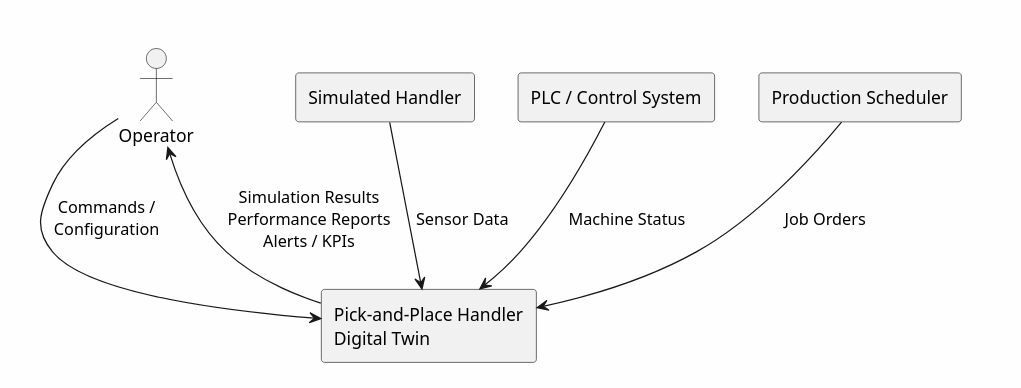 Operator
Simulated Handler
PLC / Control System
Production Scheduler
Commands /
Configuration
Simulation Results
Performance Reports
Alerts / KPIs
Sensor Data
Machine Status
Job Orders
Pick-and-Place Handler
Digital Twin